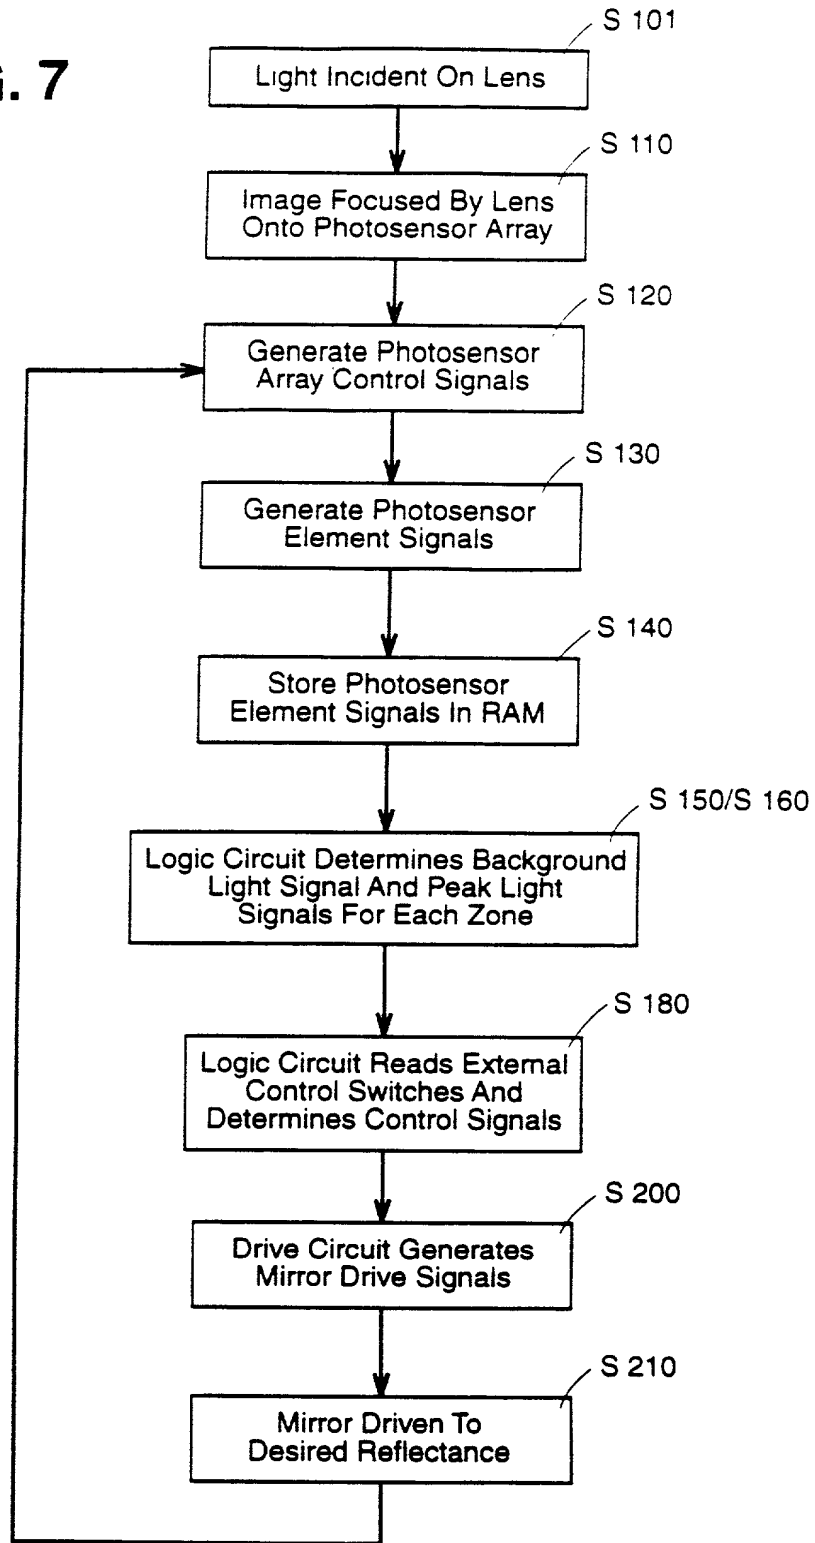 G. 7
S 101
Light Incident On Lens
S 110
Image Focused By Lens
Onto Photosensor Array
S 120
Generate Photosensor
Array Control Signals
S 130
Generate Photosensor
Element Signals
S 140
Store Photosensor
Element Signals In RAM
S 150/S 160
Logic Circuit Determines Background
Light Signal And Peak Light
Signals For Each Zone
S 180
Logic Circuit Reads External
Control Switches And
Determines Control Signals
S 200
Drive Circuit Generates
Mirror Drive Signals
S 210
Mirror Driven To
Desired Reflectance